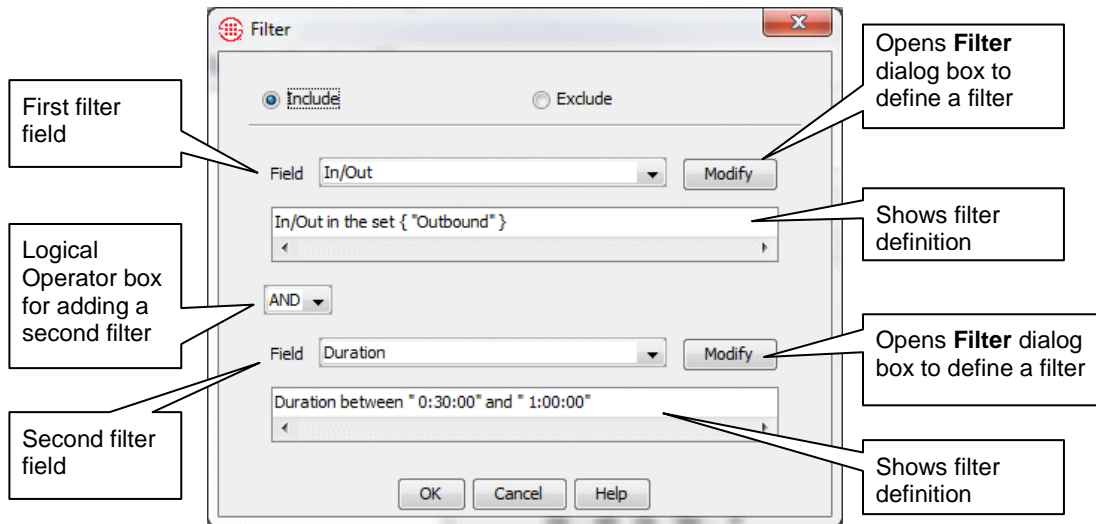 Filter
x
Opens Filter
dialog box to
define a filter
First filter
field
Include
Exclude
Field In/Out Modify
In/Out in the set { "Outbound" }
Shows filter
definition
Logical
Operator box
for adding a
second filter
AND
Field Duration Modify
Opens Filter dialog
box to define a filter
Duration between " 0:30:00" and " 1:00:00"
Second filter
field
Shows filter
definition
OK Cancel Help